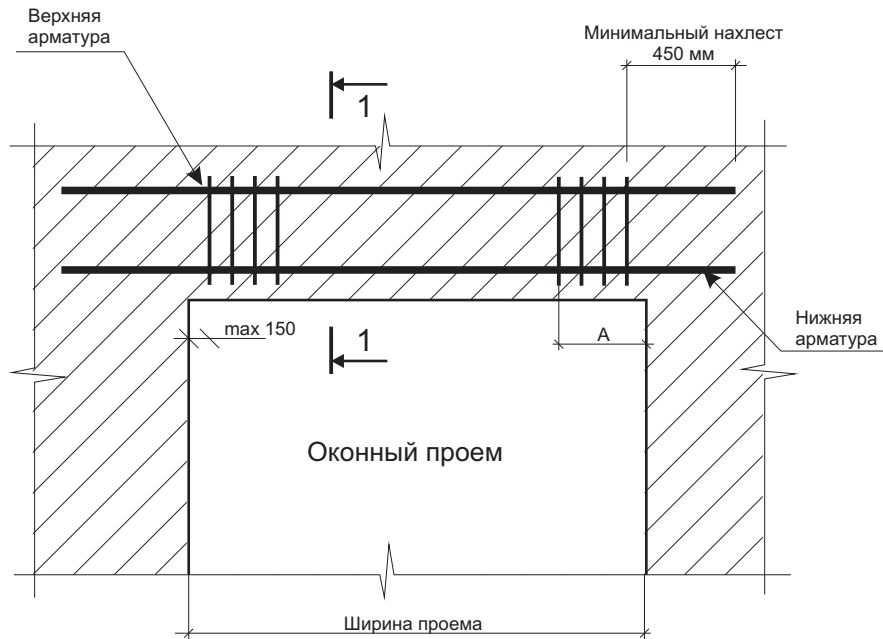 Верхняя
арматура
Минимальный нахлест
450 мм
1
max 150
1
A
Нижняя
арматура
Оконный проем
Ширина проема